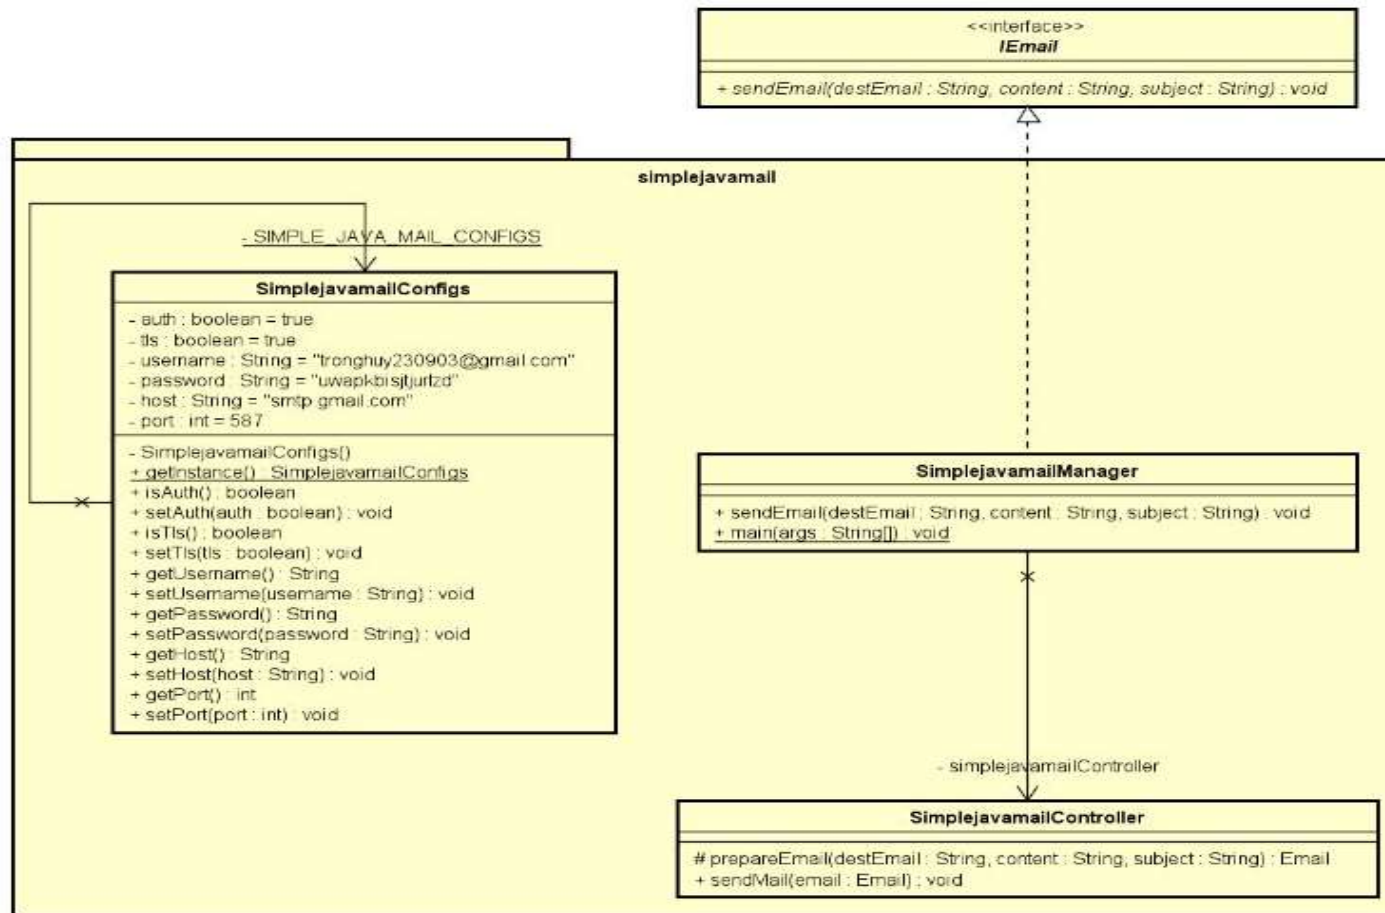 <<interface>>
IEmail
+ sendEmail(destEmail : String, content : String, subject : String) : void
simplejavamail
- SIMPLE_JAVA_MAIL_CONFIGS
SimplejavamailConfigs
- auth : boolean = true
- tls : boolean = true
- username : String = "tronghuy230903@gmail.com"
- password : String =
- host : String = "smtp.gmail.com"
- port : int = 587
- SimplejavamailConfigs()
+ getInstance() : SimplejavamailConfigs
+ isAuth() : boolean
+ setAuth(auth : boolean) : void
+ isTls() : boolean
+ setTls(tls : boolean) : void
+ getUsername() : String
+ setUsername(username : String) : void
+ getPassword() : String
+ setPassword(password : String) : void
+ getHost() : String
+ setHost(host : String) : void
+ getPort() : int
+ setPort(port : int) : void
SimplejavamailManager
+ sendEmail(destEmail : String, content : String, subject : String) : void
+ main(args : String[]) : void
- simplejavamailController
SimplejavamailController
# prepareEmail(destEmail : String, content : String, subject : String) : Email
+ sendMail(email : Email) : void